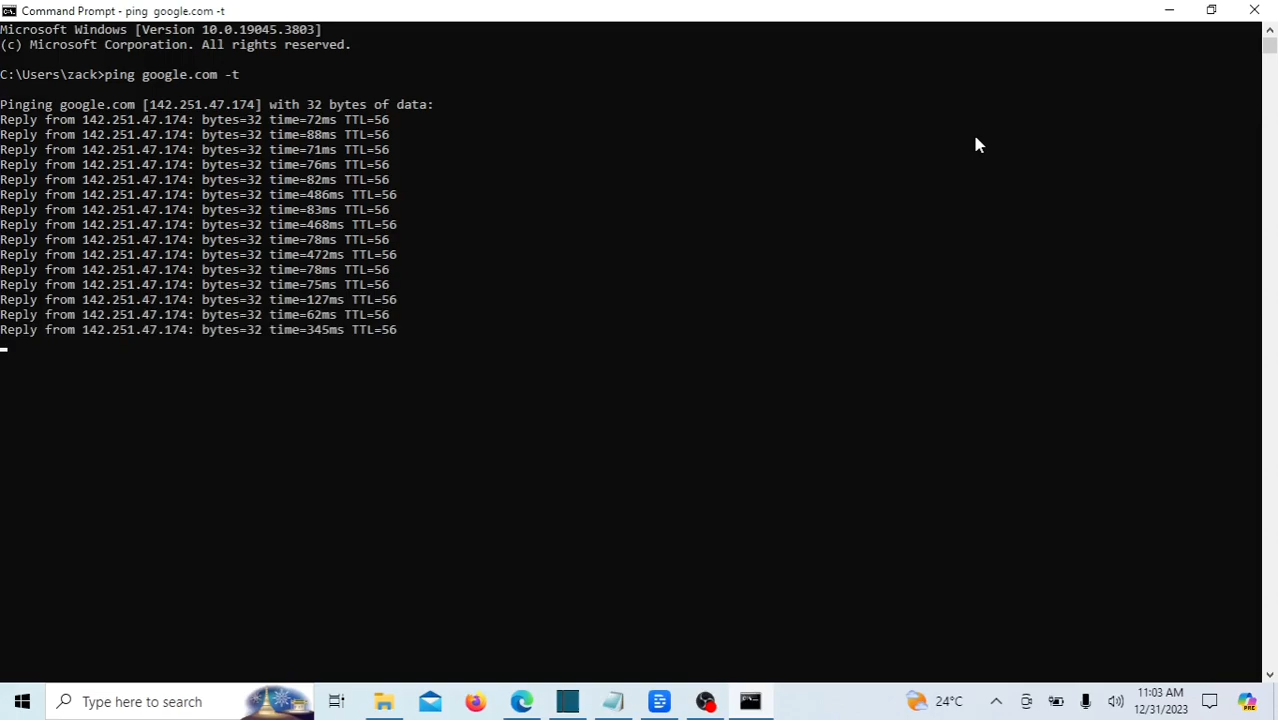 Command Prompt - ping  google.com -t
Microsoft Windows [Version 10.0.19045.3803]
(c) Microsoft Corporation. All rights reserved.
C:\Users\zack>ping google.com -t
Pinging google.com [142.251.47.174] with 32 bytes of data:
Reply from 142.251.47.174: bytes=32 time=72ms TTL=56
Reply from 142.251.47.174: bytes=32 time=88ms TTL=56
Reply from 142.251.47.174: bytes=32 time=71ms TTL=56
Reply from 142.251.47.174: bytes=32 time=76ms TTL=56
Reply from 142.251.47.174: bytes=32 time=82ms TTL=56
Reply from 142.251.47.174: bytes=32 time=486ms TTL=56
Reply from 142.251.47.174: bytes=32 time=83ms TTL=56
Reply from 142.251.47.174: bytes=32 time=468ms TTL=56
Reply from 142.251.47.174: bytes=32 time=78ms TTL=56
Reply from 142.251.47.174: bytes=32 time=472ms TTL=56
Reply from 142.251.47.174: bytes=32 time=78ms TTL=56
Reply from 142.251.47.174: bytes=32 time=75ms TTL=56
Reply from 142.251.47.174: bytes=32 time=127ms TTL=56
Reply from 142.251.47.174: bytes=32 time=62ms TTL=56
Reply from 142.251.47.174: bytes=32 time=345ms TTL=56
Type here to search
24°C
11:03 AM
12/31/2023
PRE